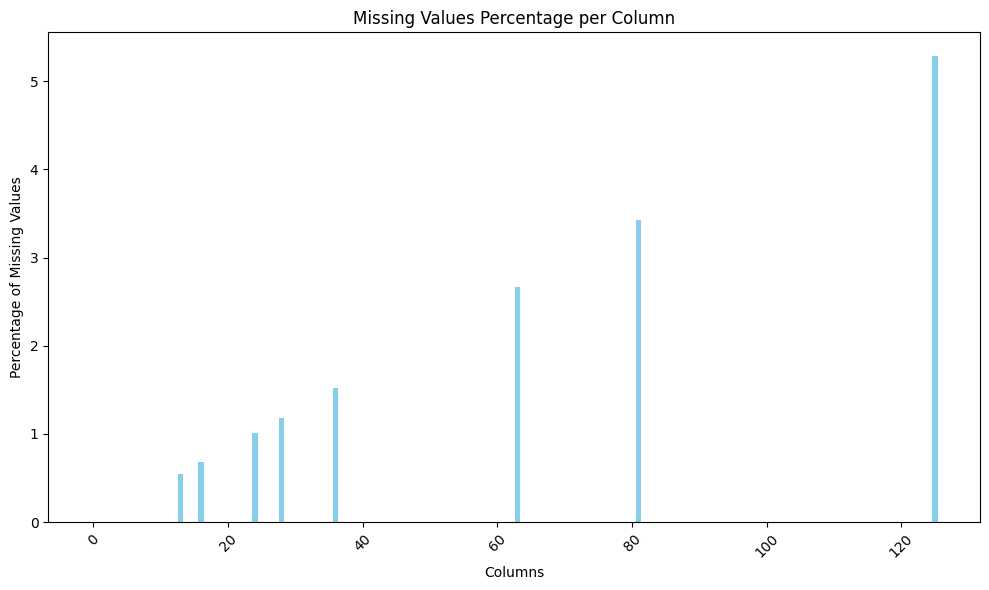 Missing Values Percentage per Column
Percentage of Missing Values
5
4
3
2
1
0
0 20 40 60 80 100 120
Columns